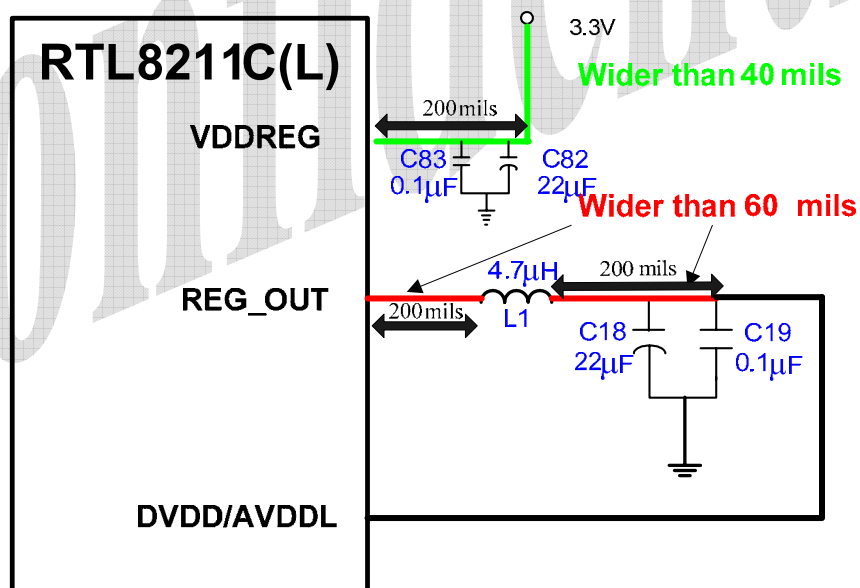 RTL8211C(L)
3.3V
Wider than 40 mils
200mils
VDDREG
C83
0.1μF
C82
22μF
Wider than 60 mils
4.7μH
200 mils
REG_OUT
200mils
L1
C18
22μF
C19
0.1μF
DVDD/AVDDL